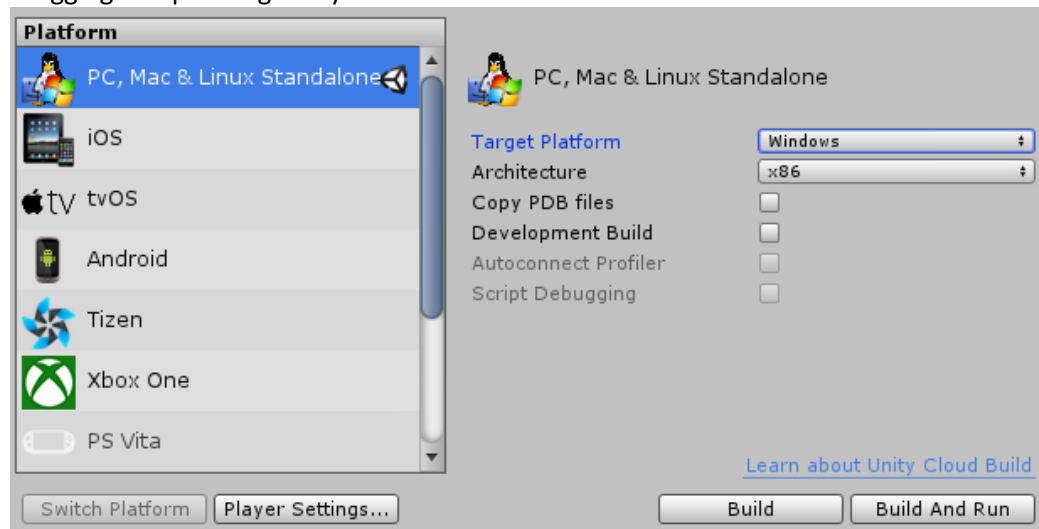 Platform
PC, Mac & Linux Standalone
iOS
tv tvOS
Android
Tizen
Xbox One
PS Vita
Switch Platform
Player Settings...
PC, Mac & Linux Standalone
Target Platform Windows
Architecture x86
Copy PDB files
Development Build
Autoconnect Profiler
Script Debugging
Learn about Unity Cloud Build
Build
Build And Run